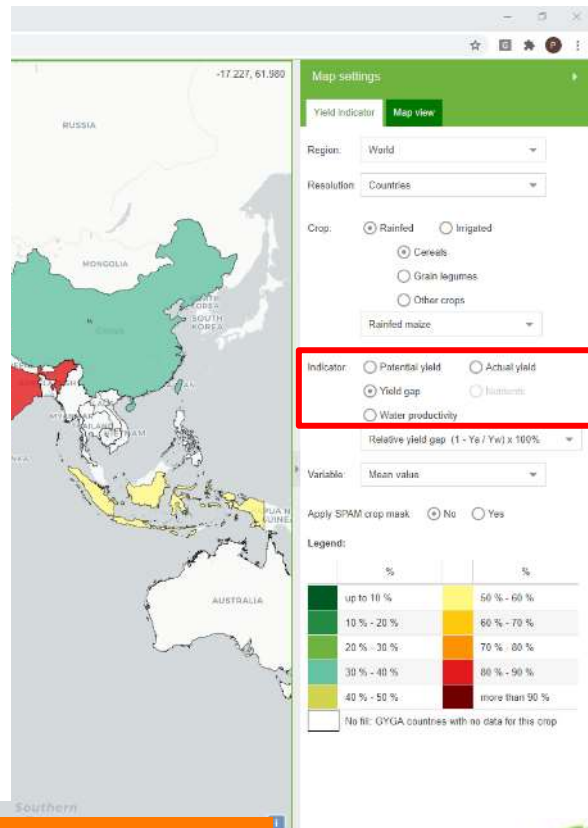 -17.227, 61.980
RUSSIA
MONGOLIA
SOUTH
KOREA
AUSTRALIA
Southern
Map settings
Yield indicator Map view
Region: World
Resolution: Countries
Crop: Rainfed Irrigated
Cereals
Grain legumes
Other crops
Rainfed maize
Indicator: Potential yield Actual yield
Yield gap Nutrients
Water productivity
Relative yield gap (1 - Ya / Yw) x 100%
Variable: Mean value
Apply SPAM crop mask No Yes
Legend:
% %
up to 10 % 50 % - 60 %
10 % - 20 % 60 % - 70 %
20 % - 30 % 70 % - 80 %
30 % - 40 % 80 % - 90 %
40 % - 50 % more than 90 %
No fill: GYGA countries with no data for this crop